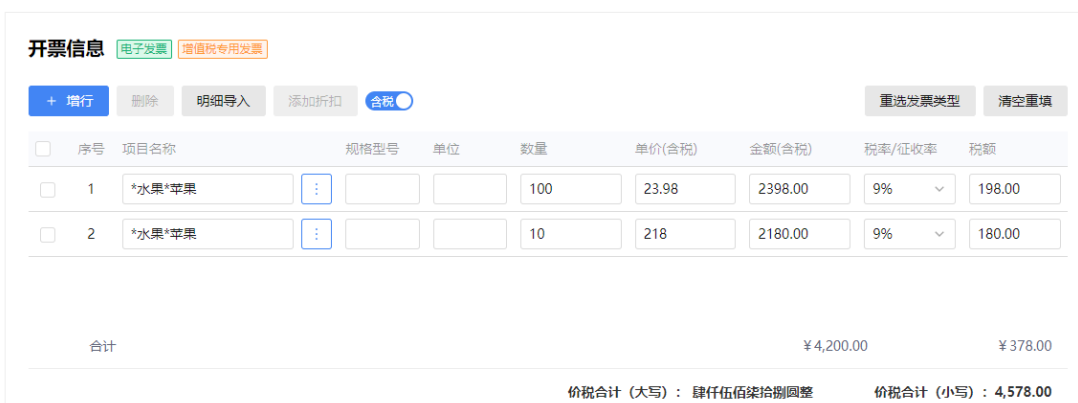 开票信息 电子发票 增值税专用发票
+ 增行 删除 明细导入 添加折扣 含税 重选发票类型 清空重填
序号 项目名称 规格型号 单位 数量 单价(含税) 金额(含税) 税率/征收率 税额
1 *水果*苹果 100 23.98 2398.00 9% 198.00
2 *水果*苹果 10 218 2180.00 9% 180.00
合计 ¥4,200.00 ¥378.00
价税合计（大写）： 肆仟伍佰柒拾捌圆整 价税合计（小写）: 4,578.00